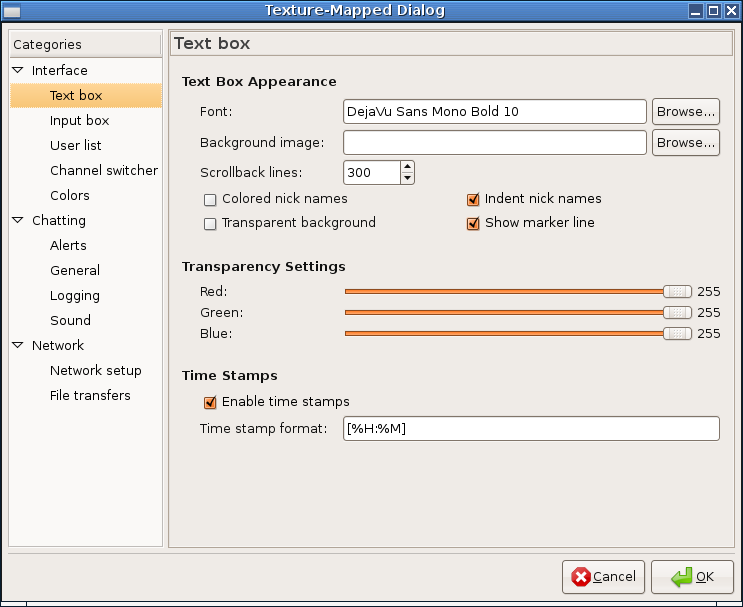 Texture-Mapped Dialog
Categories
Interface
Text box
Input box
User list
Channel switcher
Colors
Chatting
Alerts
General
Logging
Sound
Network
Network setup
File transfers
Text box
Text Box Appearance
Font: DejaVu Sans Mono Bold 10 Browse...
Background image: Browse...
Scrollback lines: 300
Colored nick names Indent nick names
Transparent background Show marker line
Transparency Settings
Red: 255
Green: 255
Blue: 255
Time Stamps
Enable time stamps
Time stamp format: [%H:%M]
Cancel OK